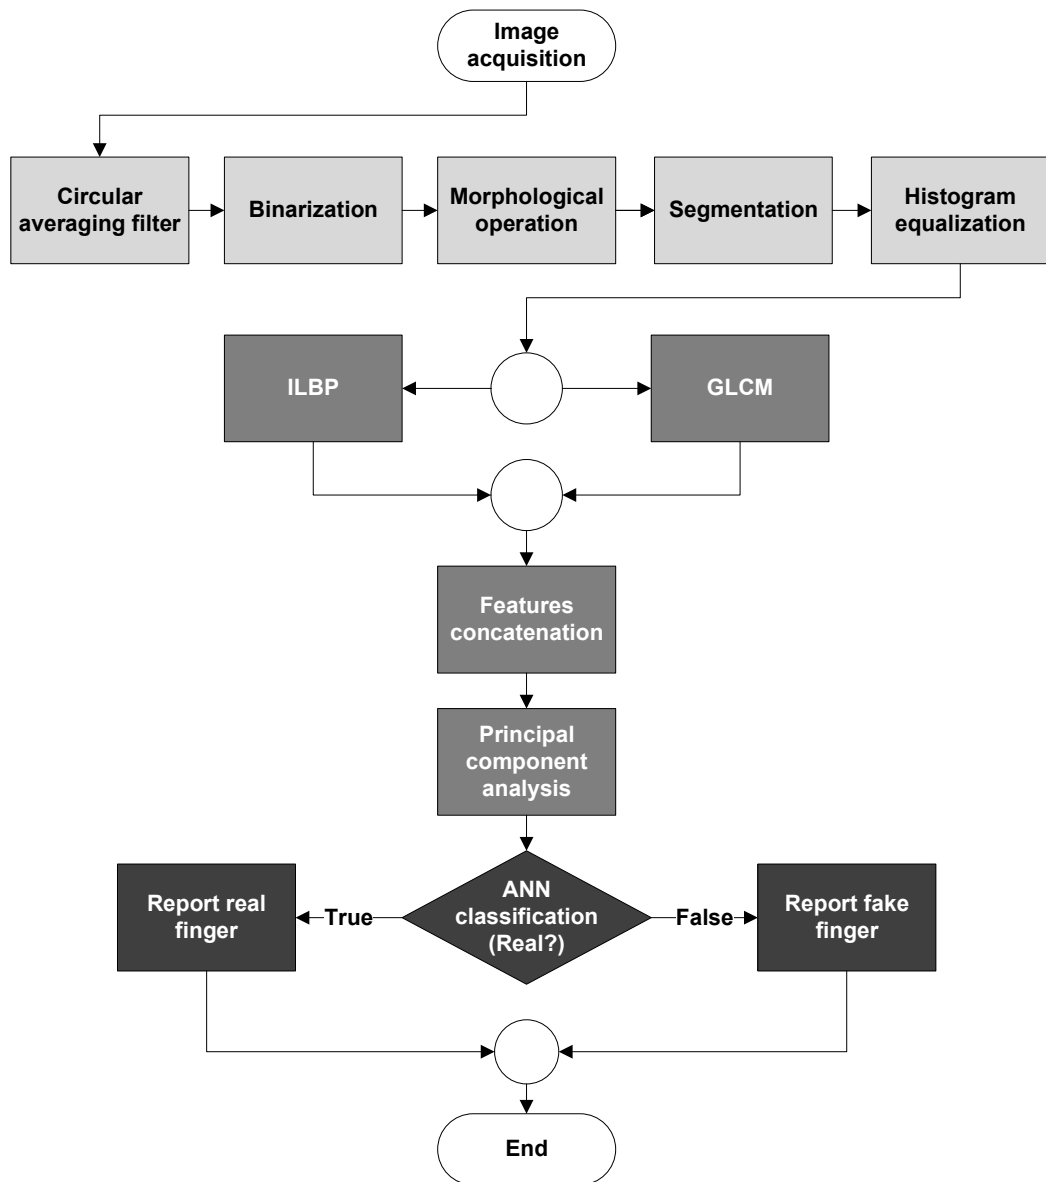 Image
acquisition
Circular
averaging filter
Binarization
Morphological
operation
Segmentation
Histogram
equalization
ILBP
GLCM
Features
concatenation
Principal
component
analysis
ANN
classification
(Real?)
True
Report real
finger
False
Report fake
finger
End